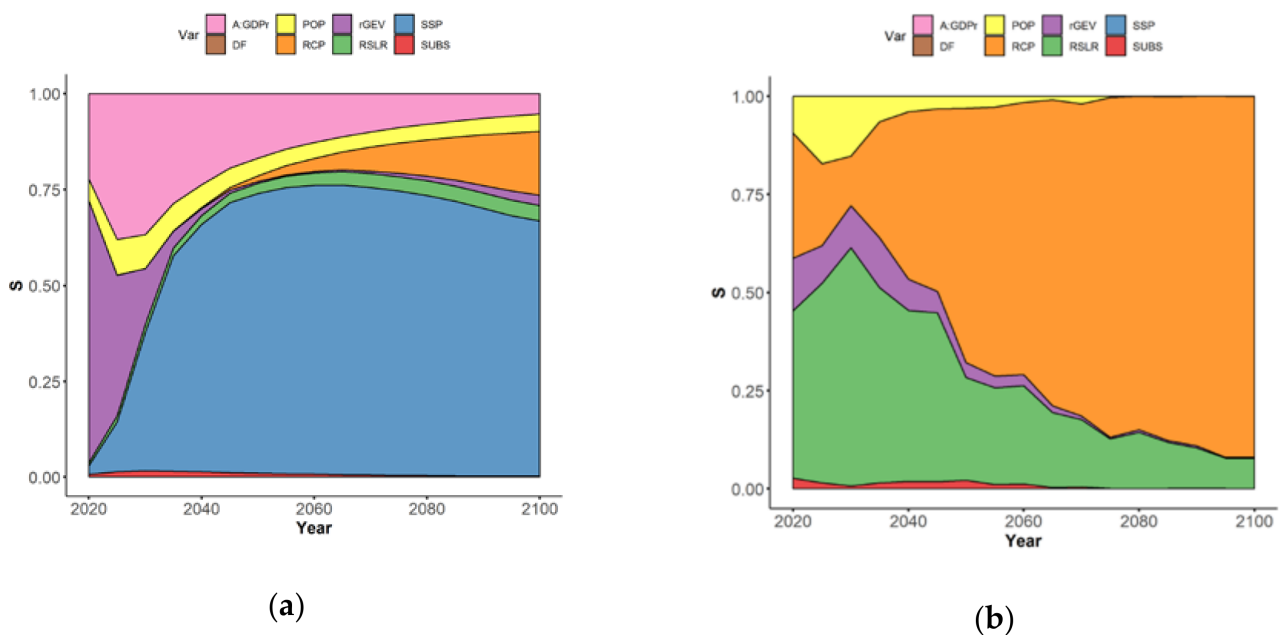 Var A:GDPr POP rGEV SSP
DF RCP RSLR SUBS
1.00
0.75
0.50
0.25
0.00
S
2020 2040 2060 2080 2100
Year
(a)
Var A:GDPr POP rGEV SSP
DF RCP RSLR SUBS
1.00
0.75
0.50
0.25
0.00
S
2020 2040 2060 2080 2100
Year
(b)